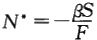 N* = -βS/F